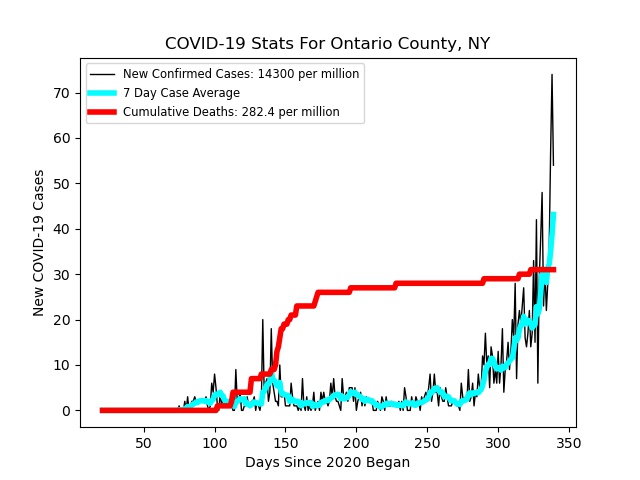 COVID-19 Stats For Ontario County, NY
New Confirmed Cases: 14300 per million
7 Day Case Average
Cumulative Deaths: 282.4 per million
New COVID-19 Cases
70
60
50
40
30
20
10
0
50 100 150 200 250 300 350
Days Since 2020 Began